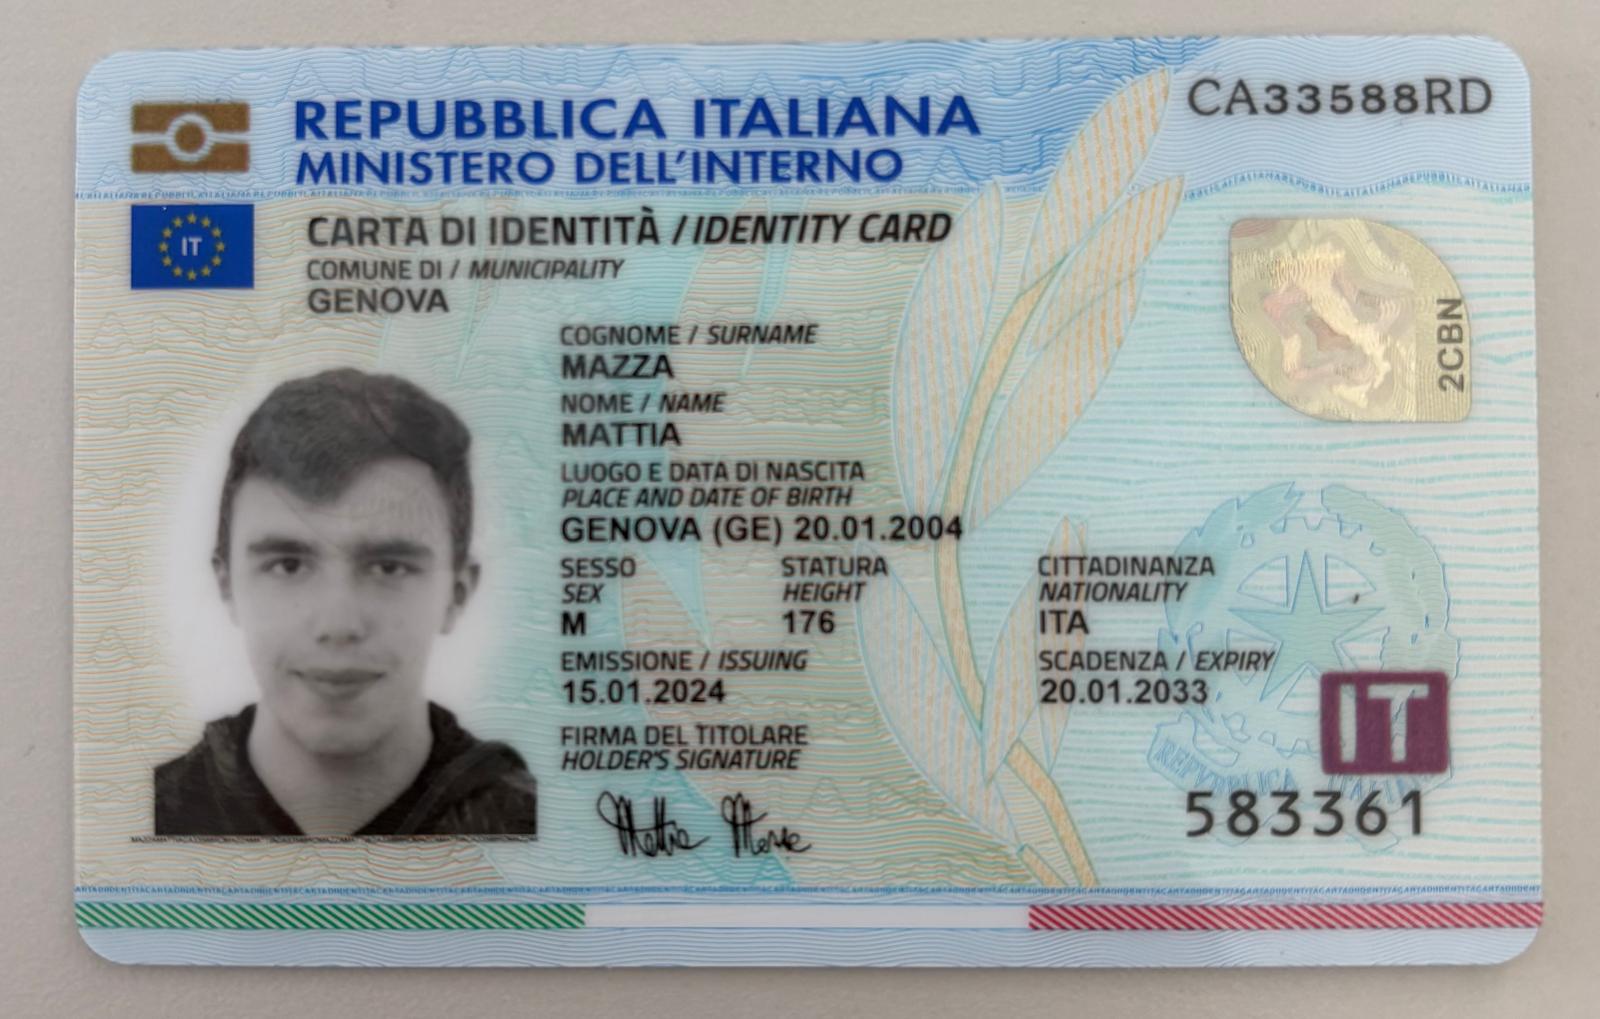 CA33588RD
REPUBBLICA ITALIANA
MINISTERO DELL'INTERNO
IT
CARTA DI IDENTITÀ / IDENTITY CARD
COMUNE DI / MUNICIPALITY
GENOVA
2CBN
COGNOME / SURNAME
MAZZA
NOME / NAME
MATTIA
LUOGO E DATA DI NASCITA
PLACE AND DATE OF BIRTH
GENOVA (GE) 20.01.2004
SESSO STATURA CITTADINANZA
SEX HEIGHT NATIONALITY
M 176 ITA
EMISSIONE / ISSUING SCADENZA / EXPIRY
15.01.2024 20.01.2033
IT
FIRMA DEL TITOLARE
HOLDER'S SIGNATURE
REPVBBLICA ITALIANA
583361